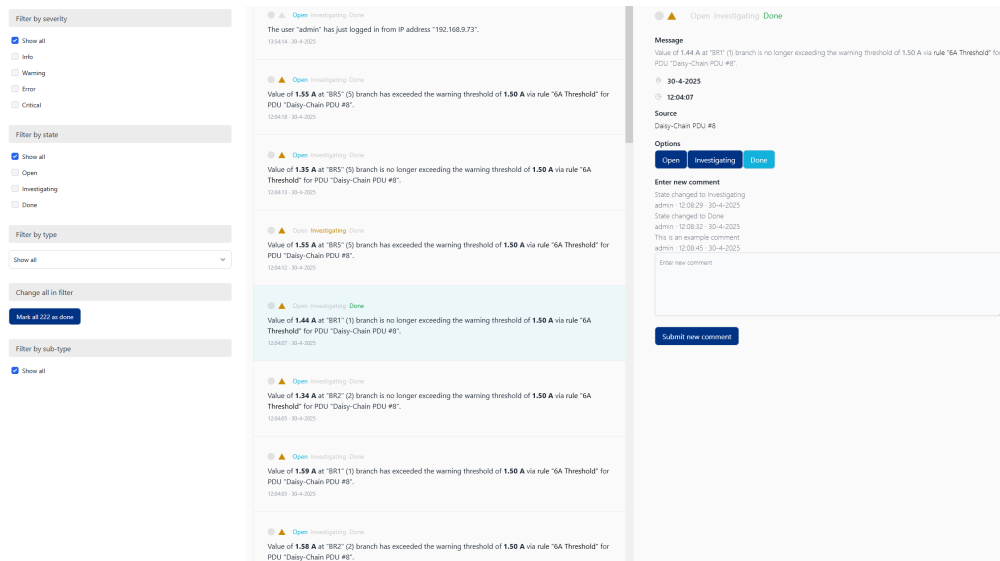 Filter by severity
Show all
Info
Warning
Error
Critical
Filter by state
Show all
Open
Investigating
Done
Filter by type
Show all
Change all in filter
Mark all 222 as done
Filter by sub-type
Show all
Open Investigating Done
The user "admin" has just logged in from IP address "192.168.9.73".
13:54:14 · 30-4-2025
Open Investigating Done
Value of 1.55 A at "BR5" (5) branch has exceeded the warning threshold of 1.50 A via rule "6A Threshold" for
PDU "Daisy-Chain PDU #8".
12:04:18 · 30-4-2025
Open Investigating Done
Value of 1.35 A at "BR5" (5) branch is no longer exceeding the warning threshold of 1.50 A via rule "6A
Threshold" for PDU "Daisy-Chain PDU #8".
12:04:13 · 30-4-2025
Open Investigating Done
Value of 1.55 A at "BR5" (5) branch has exceeded the warning threshold of 1.50 A via rule "6A Threshold" for
PDU "Daisy-Chain PDU #8".
12:04:12 · 30-4-2025
Open Investigating Done
Value of 1.44 A at "BR1" (1) branch is no longer exceeding the warning threshold of 1.50 A via rule "6A
Threshold" for PDU "Daisy-Chain PDU #8".
12:04:07 · 30-4-2025
Open Investigating Done
Value of 1.34 A at "BR2" (2) branch is no longer exceeding the warning threshold of 1.50 A via rule "6A
Threshold" for PDU "Daisy-Chain PDU #8".
12:04:05 · 30-4-2025
Open Investigating Done
Value of 1.59 A at "BR1" (1) branch has exceeded the warning threshold of 1.50 A via rule "6A Threshold" for
PDU "Daisy-Chain PDU #8".
12:04:05 · 30-4-2025
Open Investigating Done
Value of 1.58 A at "BR2" (2) branch has exceeded the warning threshold of 1.50 A via rule "6A Threshold" for
PDU "Daisy-Chain PDU #8".
Open Investigating Done
Message
Value of 1.44 A at "BR1" (1) branch is no longer exceeding the warning threshold of 1.50 A via rule "6A Threshold" fo
PDU "Daisy-Chain PDU #8".
30-4-2025
12:04:07
Source
Daisy-Chain PDU #8
Options
Open Investigating Done
Enter new comment
State changed to Investigating
admin · 12:08:29 · 30-4-2025
State changed to Done
admin · 12:08:32 · 30-4-2025
This is an example comment
admin · 12:08:45 · 30-4-2025
Enter new comment
Submit new comment